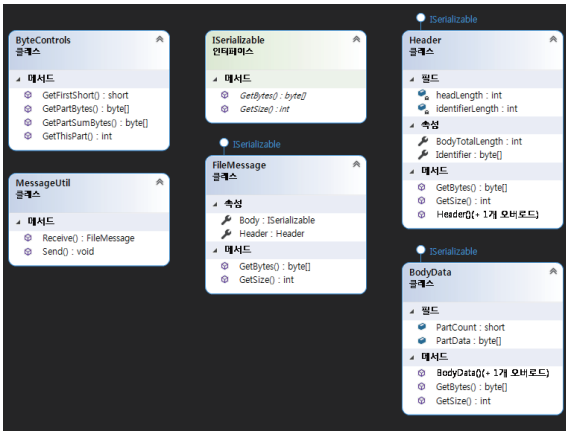 ByteControls
클래스
메서드
GetFirstShort() : short
GetPartBytes() : byte[]
GetPartSumBytes() : byte[]
GetThisPart() : int
MessageUtil
클래스
메서드
Receive() : FileMessage
Send() : void
ISerializable
인터페이스
메서드
GetBytes() : byte[]
GetSize() : int
ISerializable
FileMessage
클래스
속성
Body : ISerializable
Header : Header
메서드
GetBytes() : byte[]
GetSize() : int
ISerializable
Header
클래스
필드
headLength : int
identifierLength : int
속성
BodyTotalLength : int
Identifier : byte[]
메서드
GetBytes() : byte[]
GetSize() : int
Header()(+ 1개 오버로드)
ISerializable
BodyData
클래스
필드
PartCount : short
PartData : byte[]
메서드
BodyData()(+ 1개 오버로드)
GetBytes() : byte[]
GetSize() : int